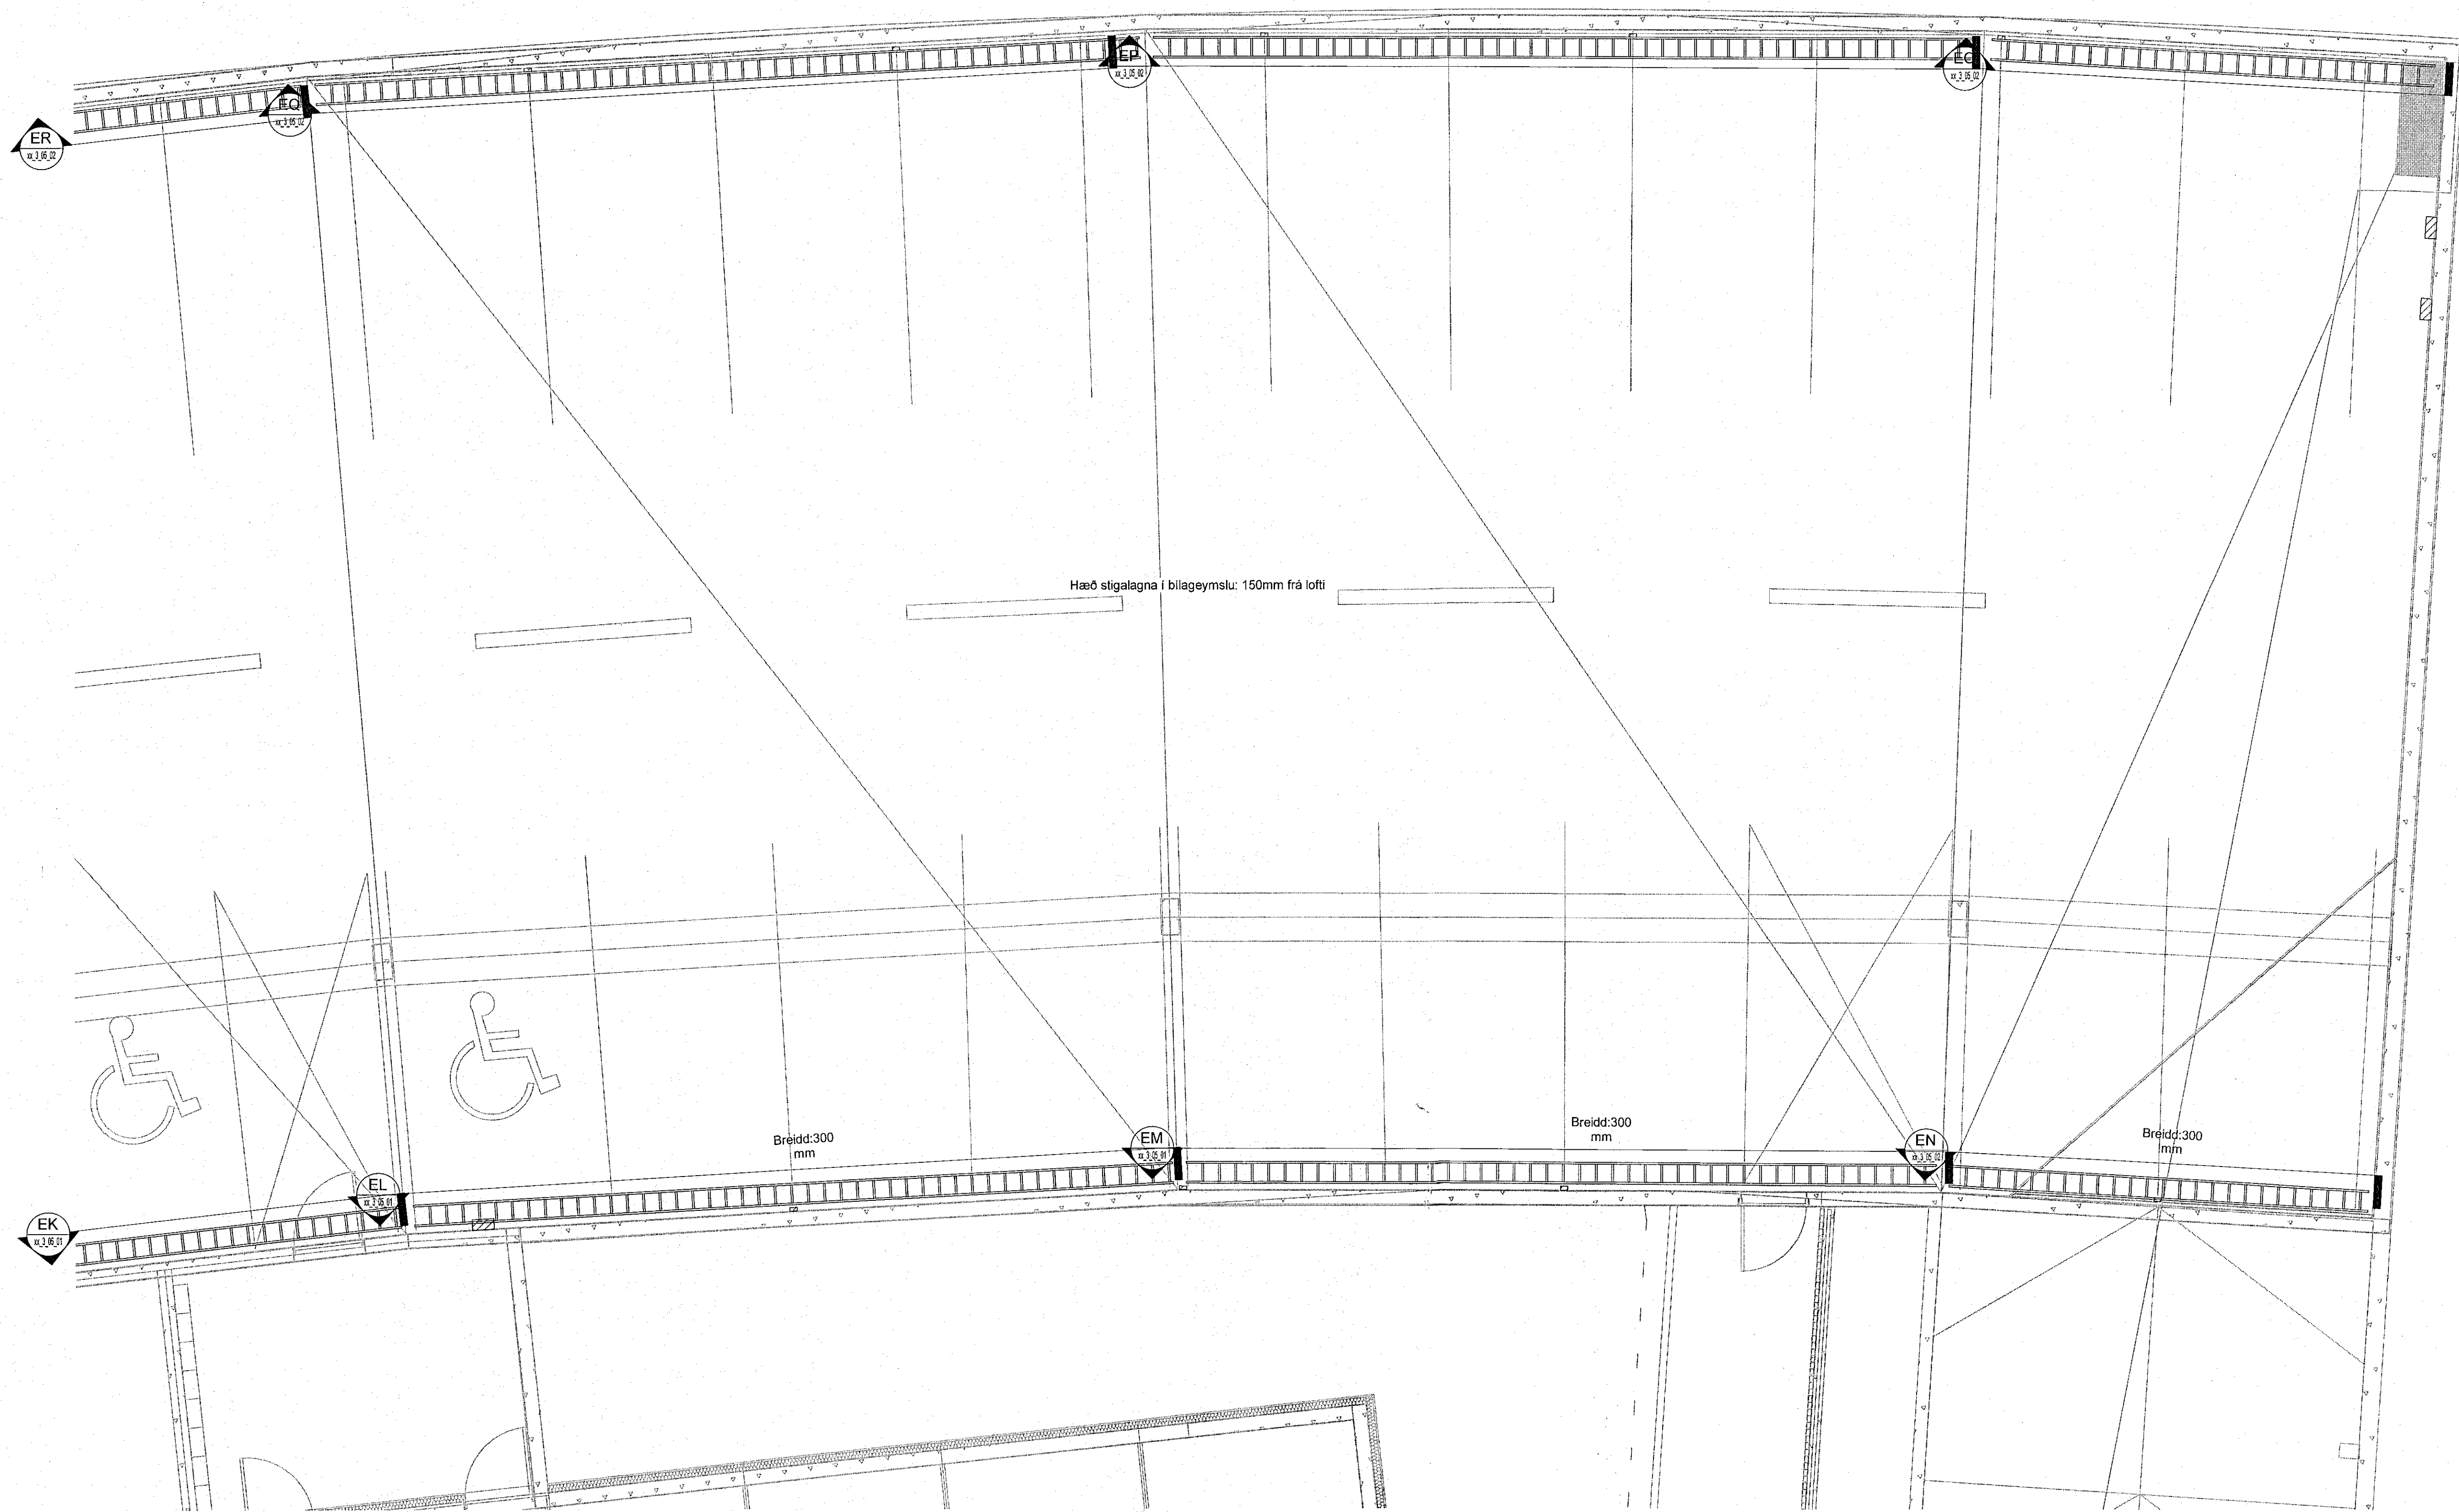 EP
xx_3_05_02
EO
xx_3_05_02
EQ
xx_3_05_02
ER
xx_3_05_02
Hæð stigalagna í bílageymslu: 150mm frá lofti
Breidd:300
mm
Breidd:300
mm
Breidd:300
mm
EM
xx_3_05_01
EN
xx_3_05_02
EL
xx_3_05_01
EK
xx_3_05_01